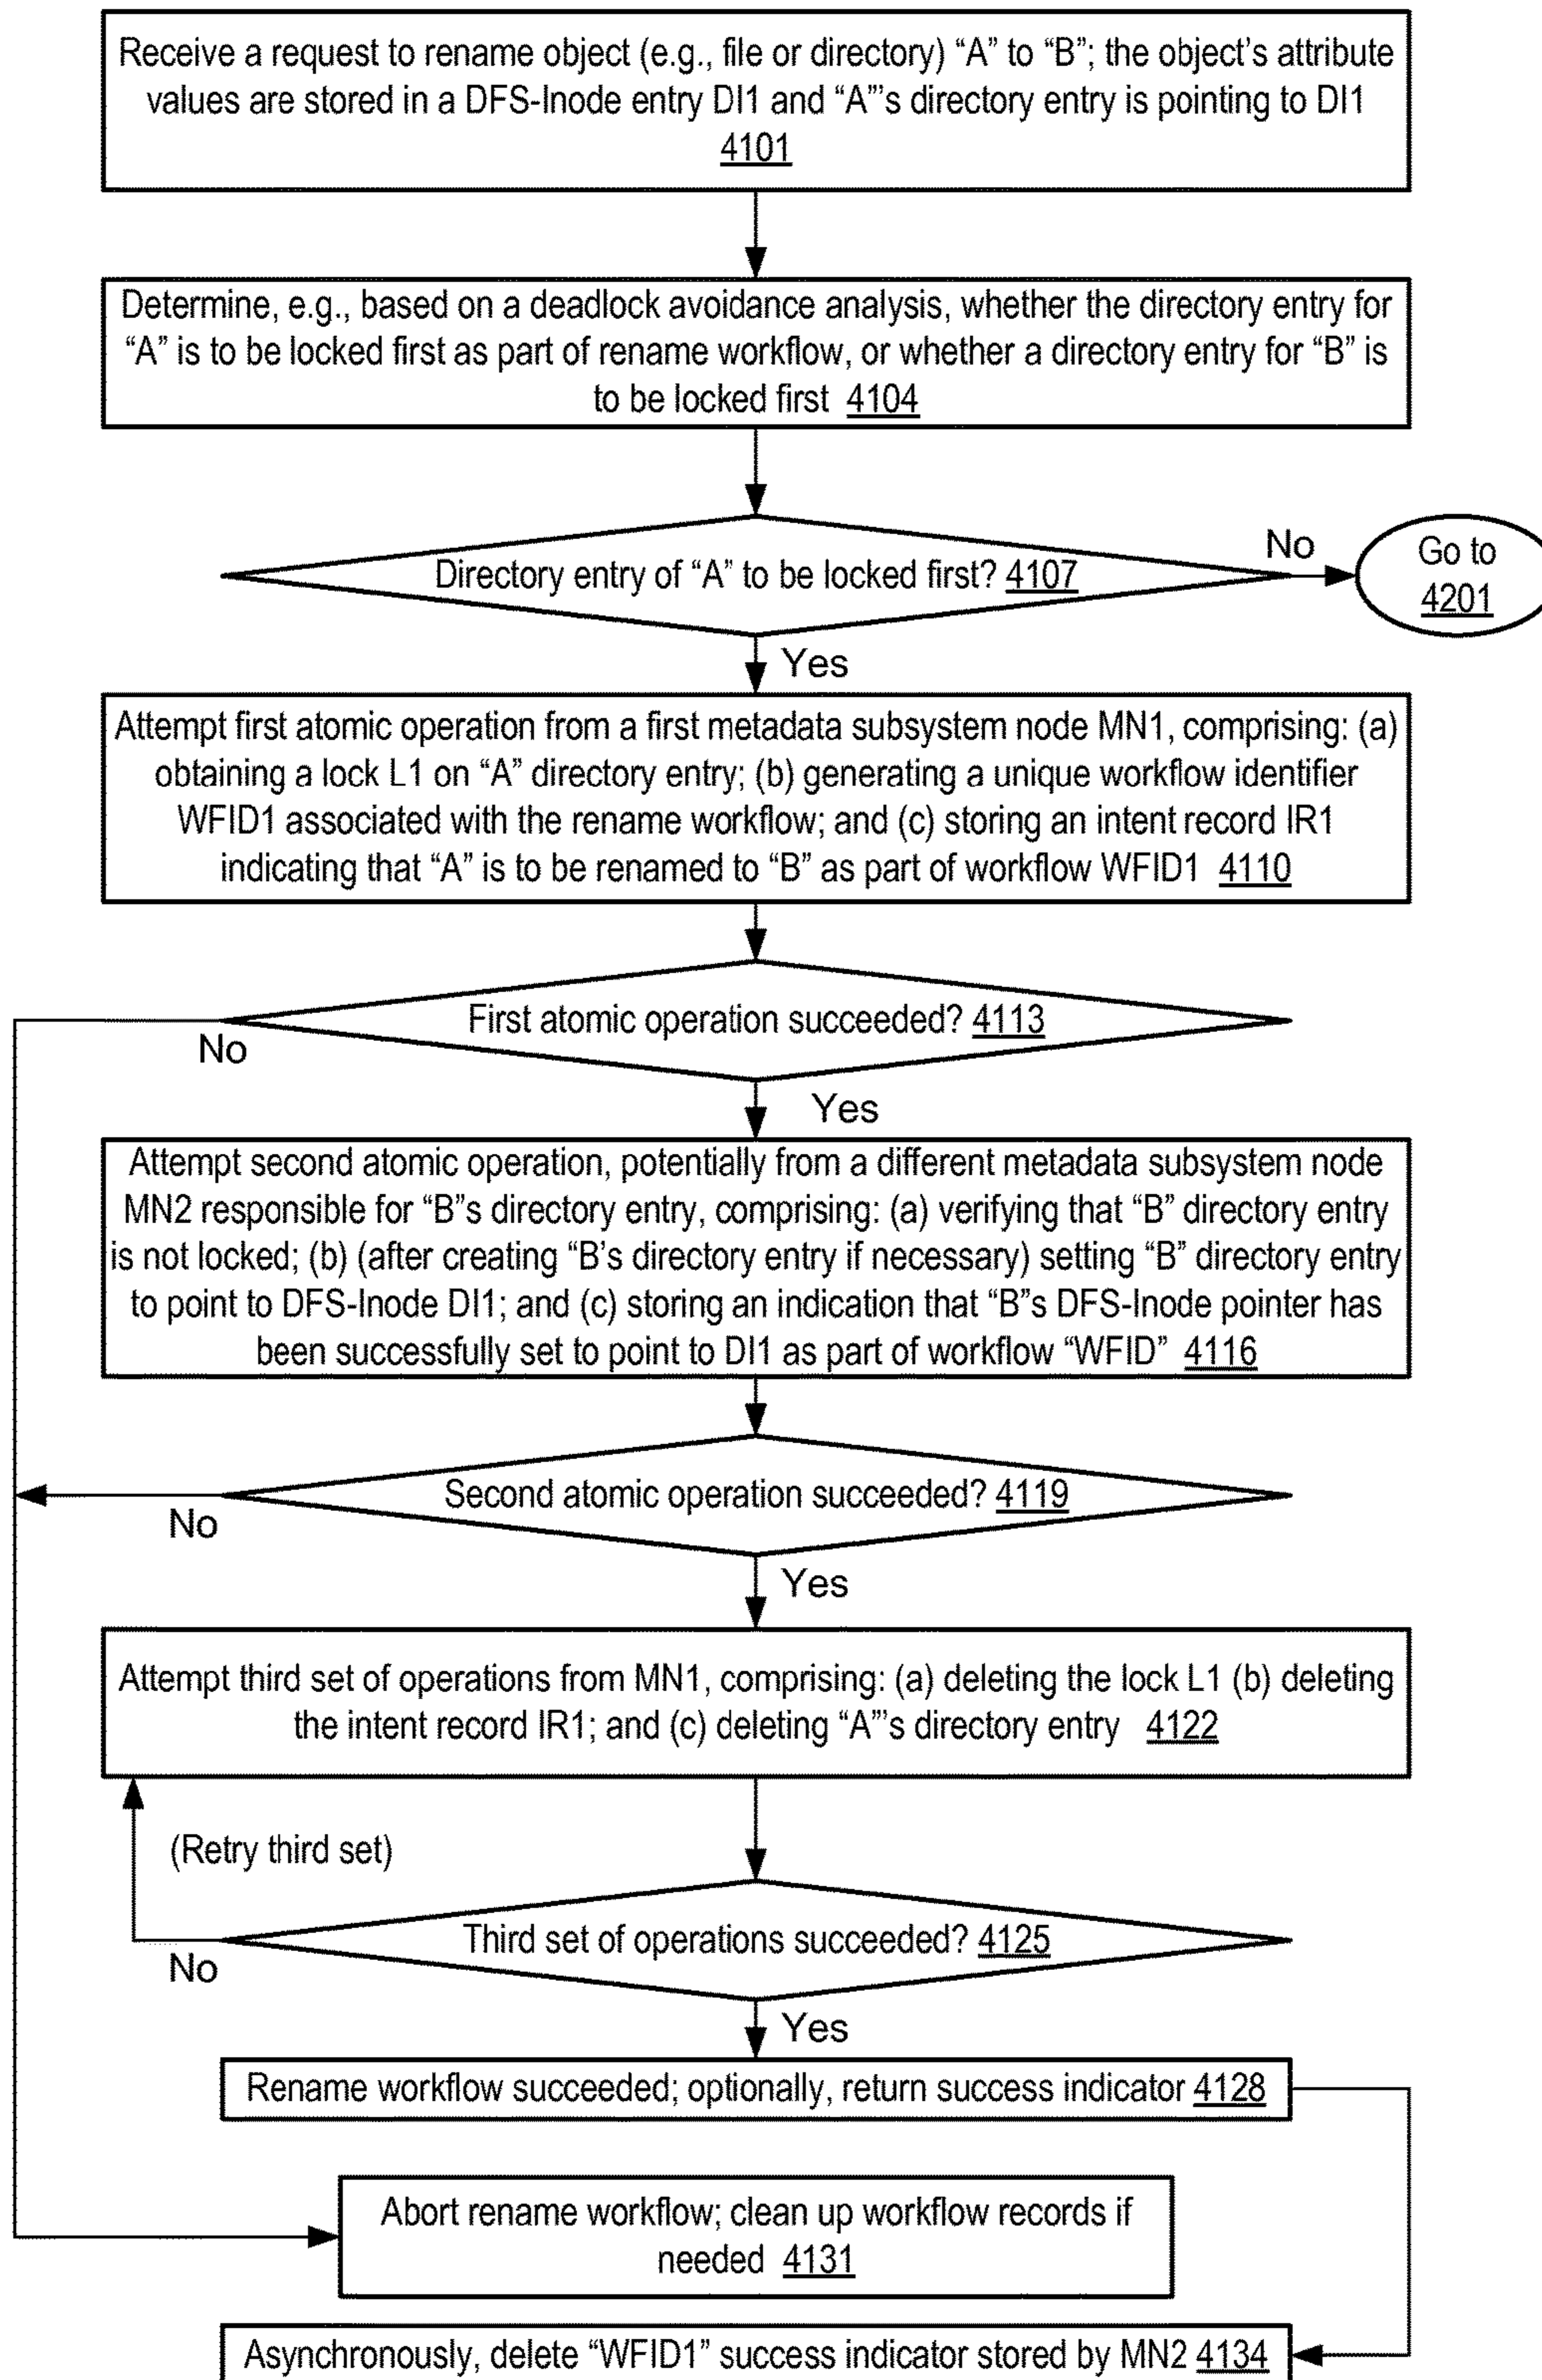 Receive a request to rename object (e.g., file or directory) “A” to “B”; the object’s attribute
values are stored in a DFS-Inode entry DI1 and “A”’s directory entry is pointing to DI1
4101
Determine, e.g., based on a deadlock avoidance analysis, whether the directory entry for
“A” is to be locked first as part of rename workflow, or whether a directory entry for “B” is
to be locked first 4104
Directory entry of “A” to be locked first? 4107
No
Go to
4201
Yes
Attempt first atomic operation from a first metadata subsystem node MN1, comprising: (a)
obtaining a lock L1 on “A” directory entry; (b) generating a unique workflow identifier
WFID1 associated with the rename workflow; and (c) storing an intent record IR1
indicating that “A” is to be renamed to “B” as part of workflow WFID1 4110
First atomic operation succeeded? 4113
No
Yes
Attempt second atomic operation, potentially from a different metadata subsystem node
MN2 responsible for “B”s directory entry, comprising: (a) verifying that “B” directory entry
is not locked; (b) (after creating “B’s directory entry if necessary) setting “B” directory entry
to point to DFS-Inode DI1; and (c) storing an indication that “B”s DFS-Inode pointer has
been successfully set to point to DI1 as part of workflow “WFID” 4116
Second atomic operation succeeded? 4119
No
Yes
Attempt third set of operations from MN1, comprising: (a) deleting the lock L1 (b) deleting
the intent record IR1; and (c) deleting “A”’s directory entry 4122
(Retry third set)
Third set of operations succeeded? 4125
No
Yes
Rename workflow succeeded; optionally, return success indicator 4128
Abort rename workflow; clean up workflow records if
needed 4131
Asynchronously, delete “WFID1” success indicator stored by MN2 4134